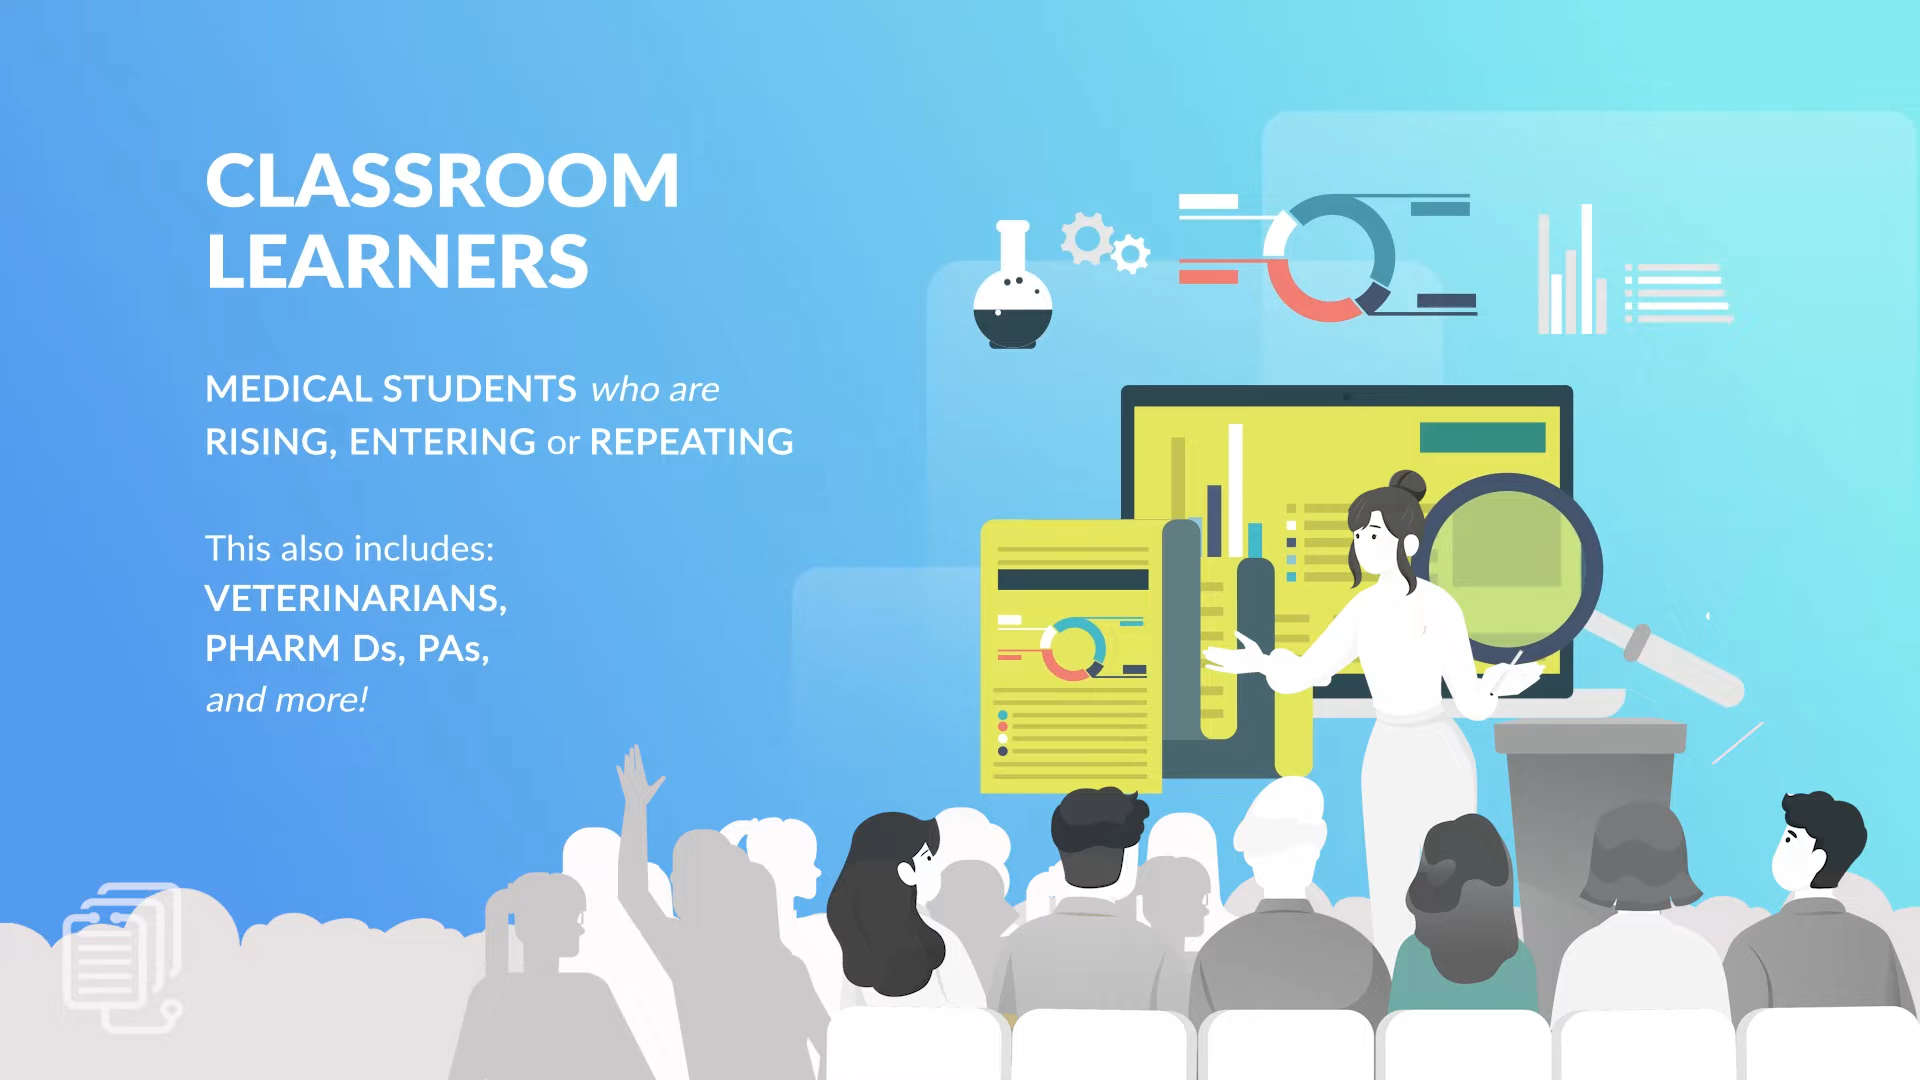 CLASSROOM
LEARNERS
MEDICAL STUDENTS who are
RISING, ENTERING or REPEATING
This also includes:
VETERINARIANS,
PHARM Ds, PAs,
and more!